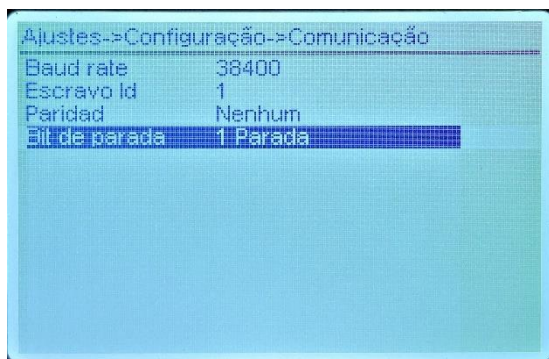 Ajustes->Configuração->Comunicação
Baud rate 38400
Escravo Id 1
Paridad Nenhum
Bit de parada 1 Parada